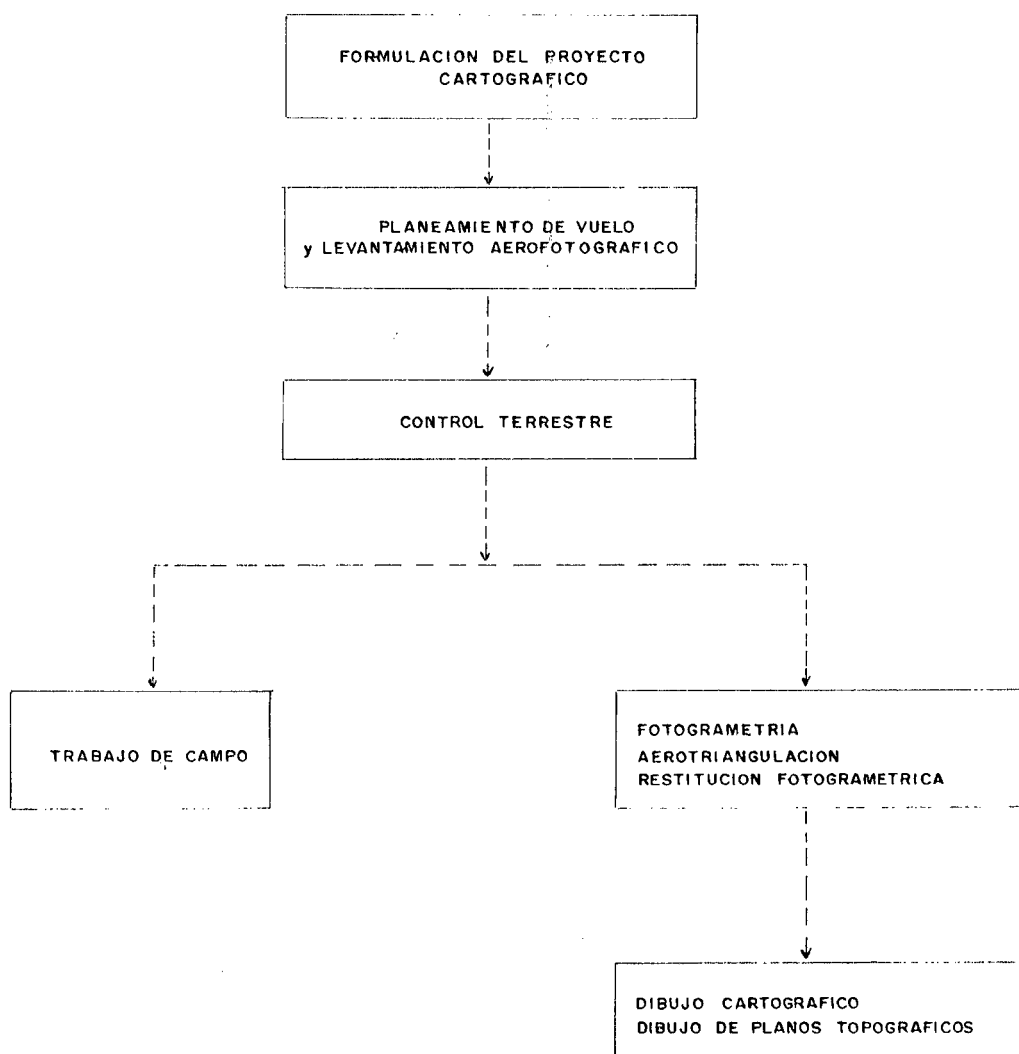 FORMULACION DEL PROYECTO
CARTOGRAFICO
PLANEAMIENTO DE VUELO
y LEVANTAMIENTO AEROFOTOGRAFICO
CONTROL TERRESTRE
TRABAJO DE CAMPO
FOTOGRAMETRIA
AEROTRIANGULACION
RESTITUCION FOTOGRAMETRICA
DIBUJO CARTOGRAFICO
DIBUJO DE PLANOS TOPOGRAFICOS